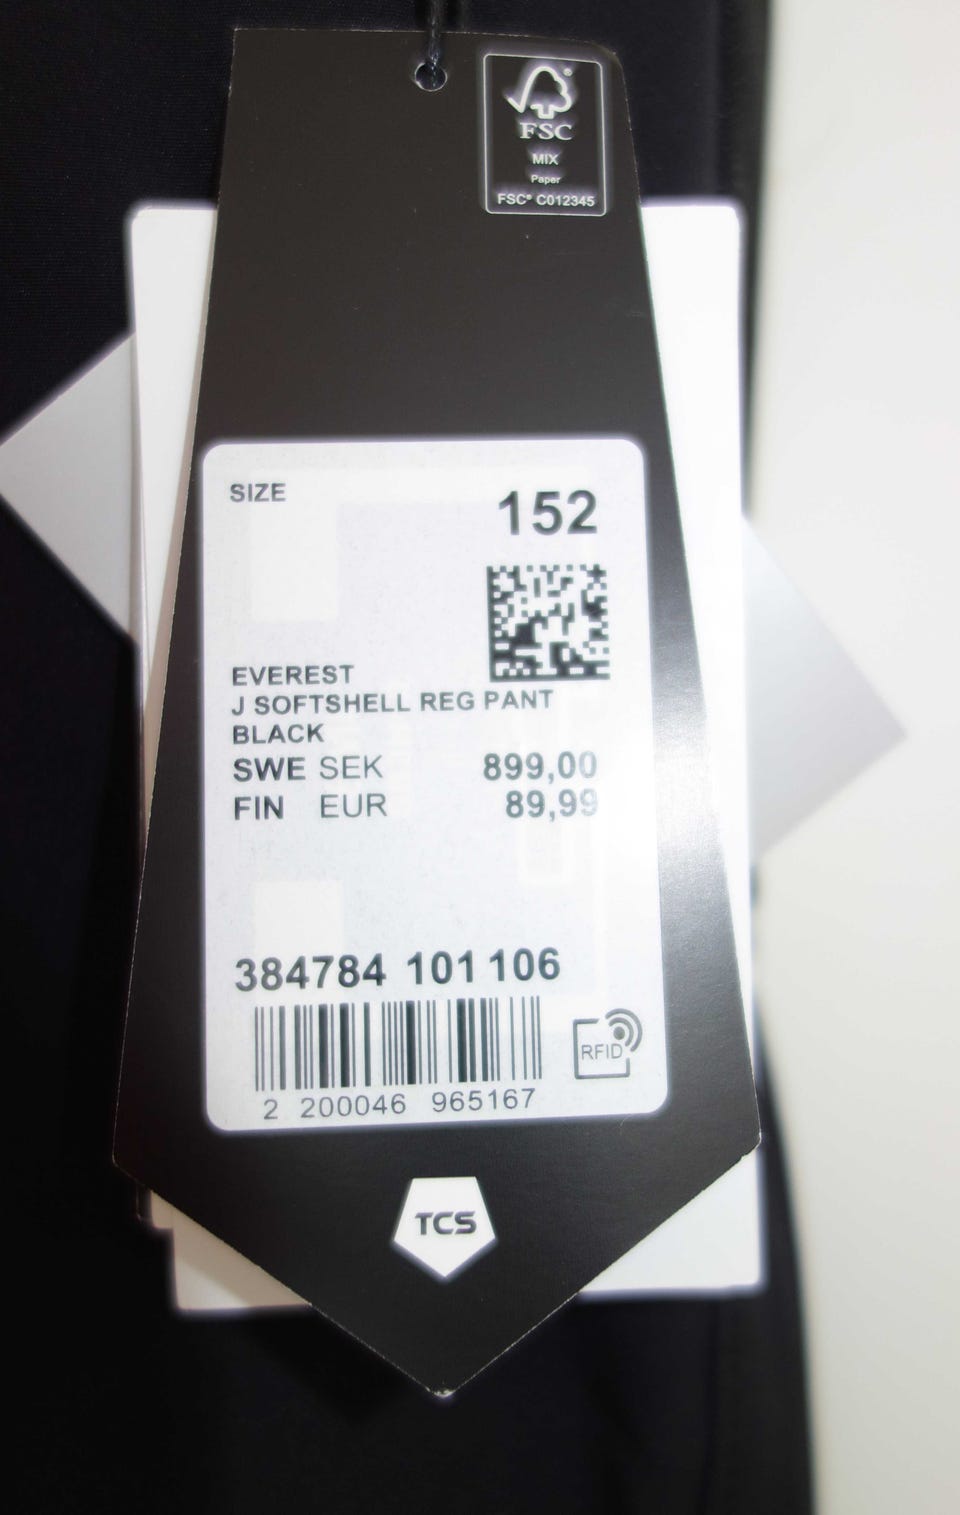 FSC®
MIX
Paper
FSC® C012345
SIZE
152
EVEREST
J SOFTSHELL REG PANT
BLACK
SWE SEK 899,00
FIN EUR 89,99
384784 101 106
RFID
2 200046 965167
TCS